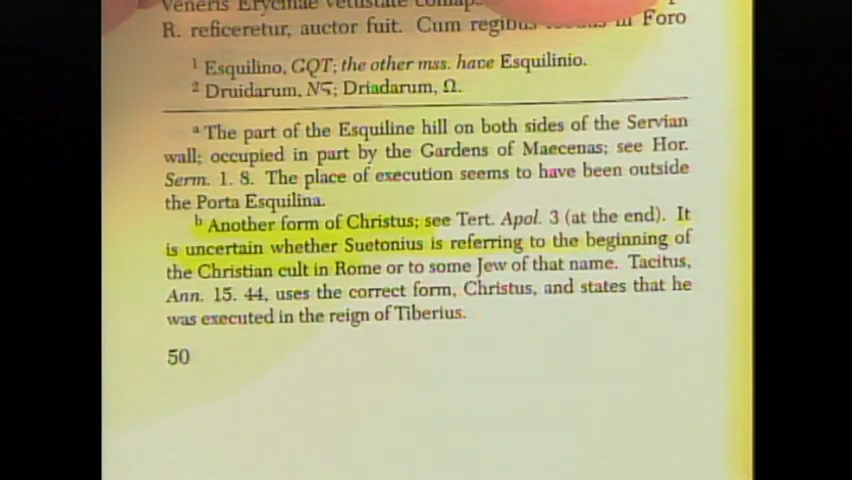 Veneris Erycinae vetustate
R. reficeretur, auctor fuit. Cum regibus in Foro
¹ Esquilino, GQT; the other mss. have Esquilinio.
² Druidarum, Nς; Driadarum, Ω.
ᵃ The part of the Esquiline hill on both sides of the Servian
wall; occupied in part by the Gardens of Maecenas; see Hor.
Serm. 1. 8. The place of execution seems to have been outside
the Porta Esquilina.
ᵇ Another form of Christus; see Tert. Apol. 3 (at the end). It
is uncertain whether Suetonius is referring to the beginning of
the Christian cult in Rome or to some Jew of that name. Tacitus,
Ann. 15. 44, uses the correct form, Christus, and states that he
was executed in the reign of Tiberius.
50